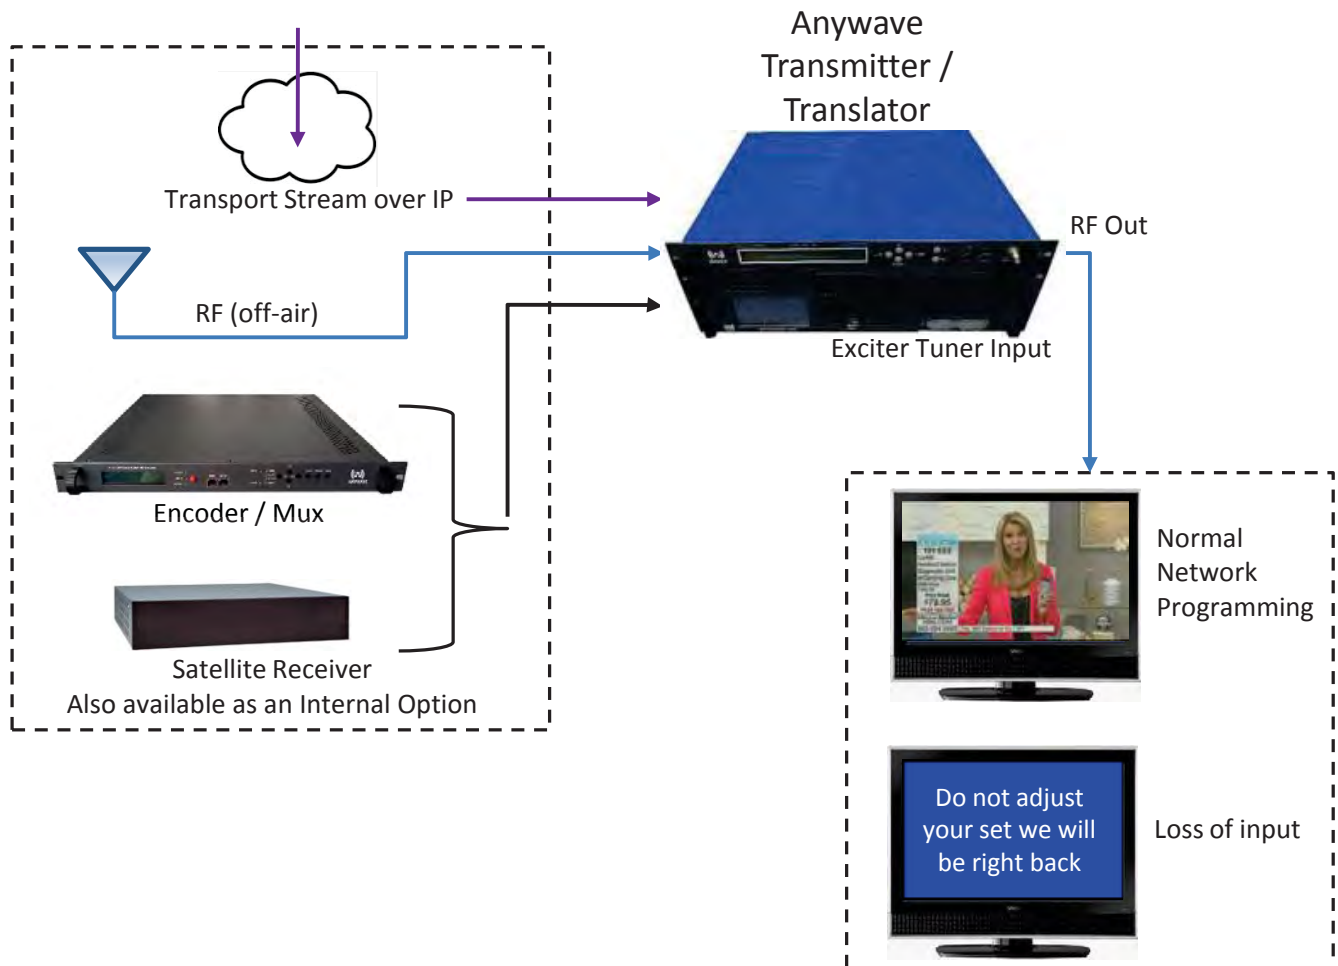 Anywave
Transmitter /
Translator
Transport Stream over IP
RF Out
RF (off-air)
Exciter Tuner Input
Encoder / Mux
Satellite Receiver
Also available as an Internal Option
Normal
Network
Programming
Do not adjust
your set we will
be right back
Loss of input